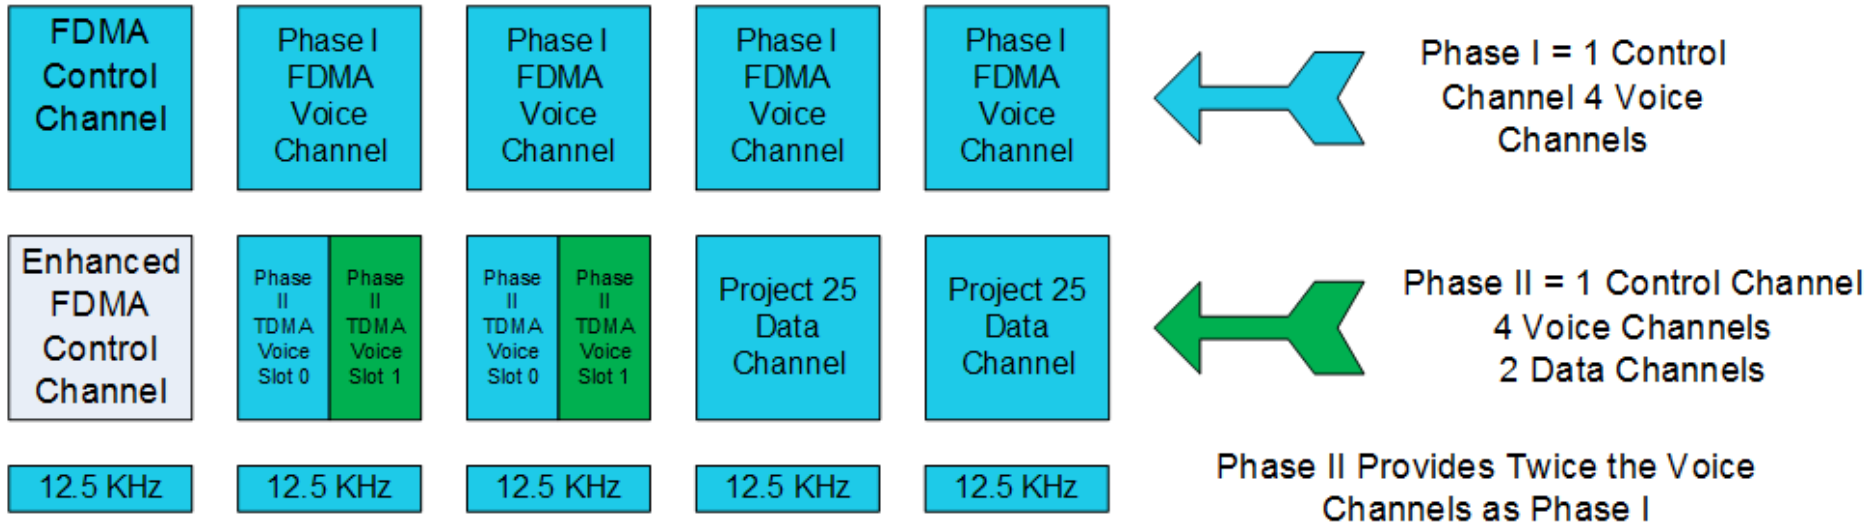 FDMA
Control
Channel
Phase I
FDMA
Voice
Channel
Phase I
FDMA
Voice
Channel
Phase I
FDMA
Voice
Channel
Phase I
FDMA
Voice
Channel
Phase I = 1 Control
Channel 4 Voice
Channels
Enhanced
FDMA
Control
Channel
Phase
II
TDMA
Voice
Slot 0
Phase
II
TDMA
Voice
Slot 1
Phase
II
TDMA
Voice
Slot 0
Phase
II
TDMA
Voice
Slot 1
Project 25
Data
Channel
Project 25
Data
Channel
Phase II = 1 Control Channel
4 Voice Channels
2 Data Channels
12.5 KHz
12.5 KHz
12.5 KHz
12.5 KHz
12.5 KHz
Phase II Provides Twice the Voice
Channels as Phase I